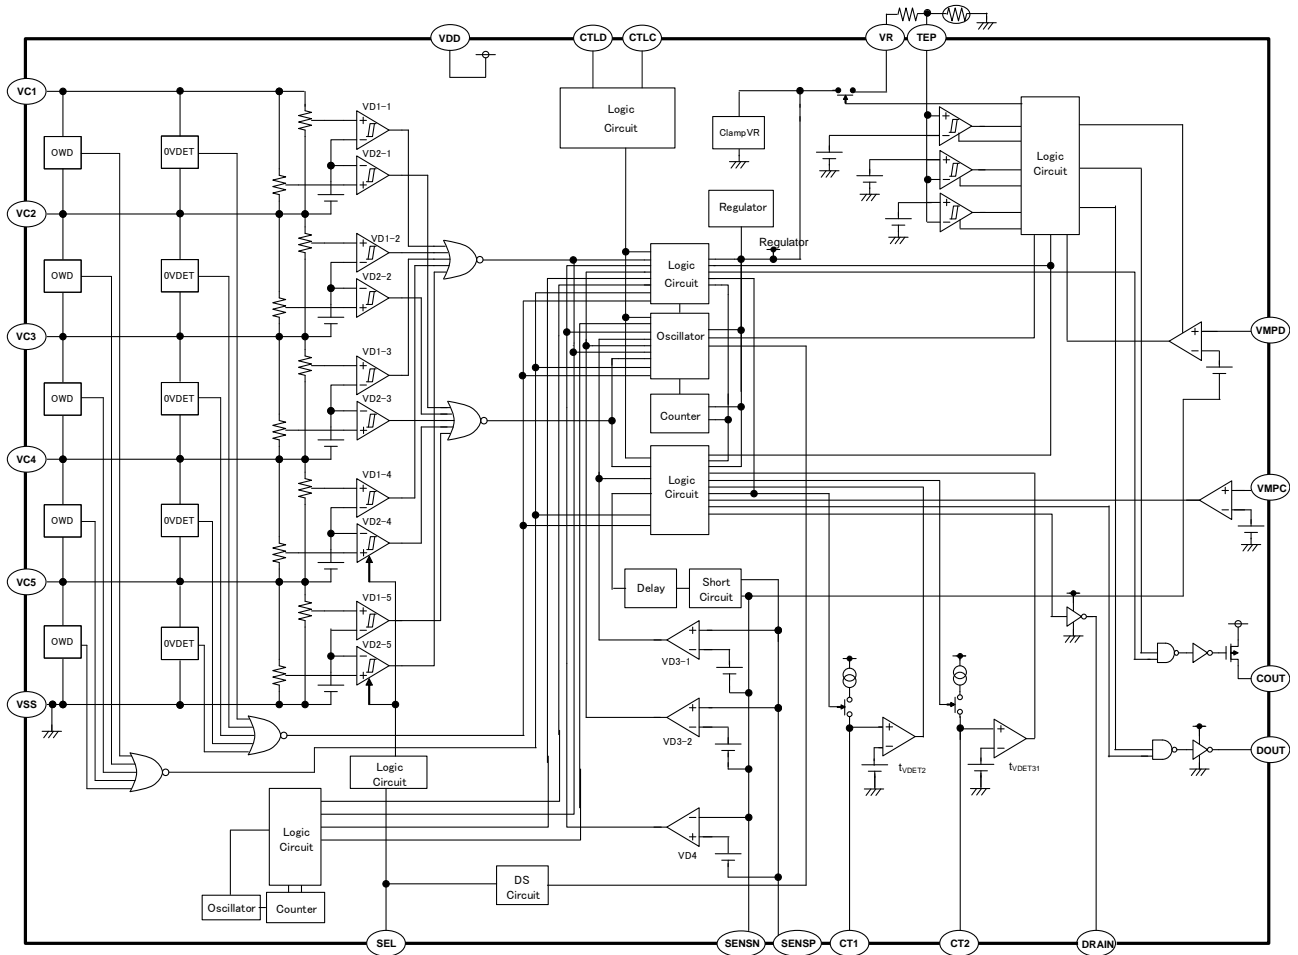 VDD
CTLD
CTLC
VR
TEP
VC1
VD1-1
Logic
Circuit
ClampVR
Logic
Circuit
OWD
0VDET
VD2-1
VC2
Regulator
VD1-2
Regulator
Logic
Circuit
OWD
0VDET
VD2-2
VC3
Oscillator
VMPD
VD1-3
OWD
0VDET
VD2-3
Counter
VC4
VD1-4
Logic
Circuit
VMPC
OWD
0VDET
VD2-4
VC5
Delay
Short
Circuit
VD1-5
OWD
0VDET
VD2-5
VD3-1
COUT
VSS
VD3-2
DOUT
Logic
Circuit
tVDET2
tVDET31
Logic
Circuit
VD4
DS
Circuit
Oscillator
Counter
SEL
SENSN
SENSP
CT1
CT2
DRAIN